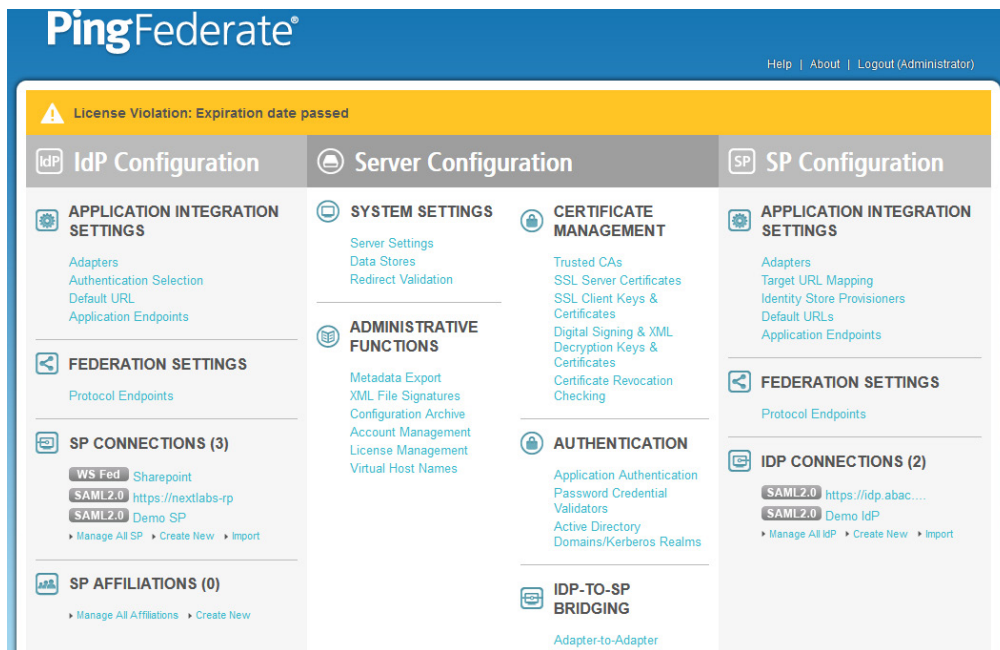 PingFederate®
Help | About | Logout (Administrator)
License Violation: Expiration date passed
IdP IdP Configuration
APPLICATION INTEGRATION
SETTINGS
Adapters
Authentication Selection
Default URL
Application Endpoints
FEDERATION SETTINGS
Protocol Endpoints
SP CONNECTIONS (3)
WS Fed Sharepoint
SAML2.0 https://nextlabs-rp
SAML2.0 Demo SP
Manage All SP Create New Import
SP AFFILIATIONS (0)
Manage All Affiliations Create New
Server Configuration
SYSTEM SETTINGS
Server Settings
Data Stores
Redirect Validation
ADMINISTRATIVE
FUNCTIONS
Metadata Export
XML File Signatures
Configuration Archive
Account Management
License Management
Virtual Host Names
CERTIFICATE
MANAGEMENT
Trusted CAs
SSL Server Certificates
SSL Client Keys &
Certificates
Digital Signing & XML
Decryption Keys &
Certificates
Certificate Revocation
Checking
AUTHENTICATION
Application Authentication
Password Credential
Validators
Active Directory
Domains/Kerberos Realms
IDP-TO-SP
BRIDGING
Adapter-to-Adapter
SP SP Configuration
APPLICATION INTEGRATION
SETTINGS
Adapters
Target URL Mapping
Identity Store Provisioners
Default URLs
Application Endpoints
FEDERATION SETTINGS
Protocol Endpoints
IDP CONNECTIONS (2)
SAML2.0 https://idp.abac....
SAML2.0 Demo IdP
Manage All IdP Create New Import